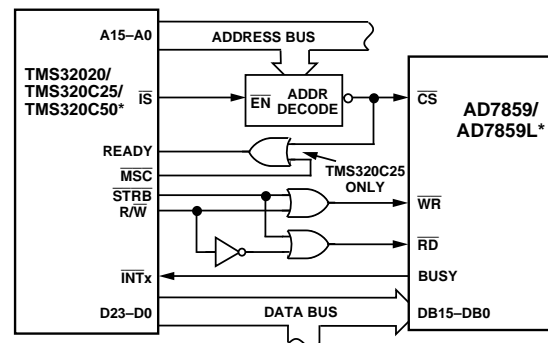 A15–A0
ADDRESS BUS
TMS32020/
TMS320C25/
TMS320C50*
IS
EN
ADDR
DECODE
CS
AD7859/
AD7859L*
READY
TMS320C25
ONLY
MSC
STRB
R/W
WR
RD
INTx
BUSY
D23–D0
DATA BUS
DB15–DB0